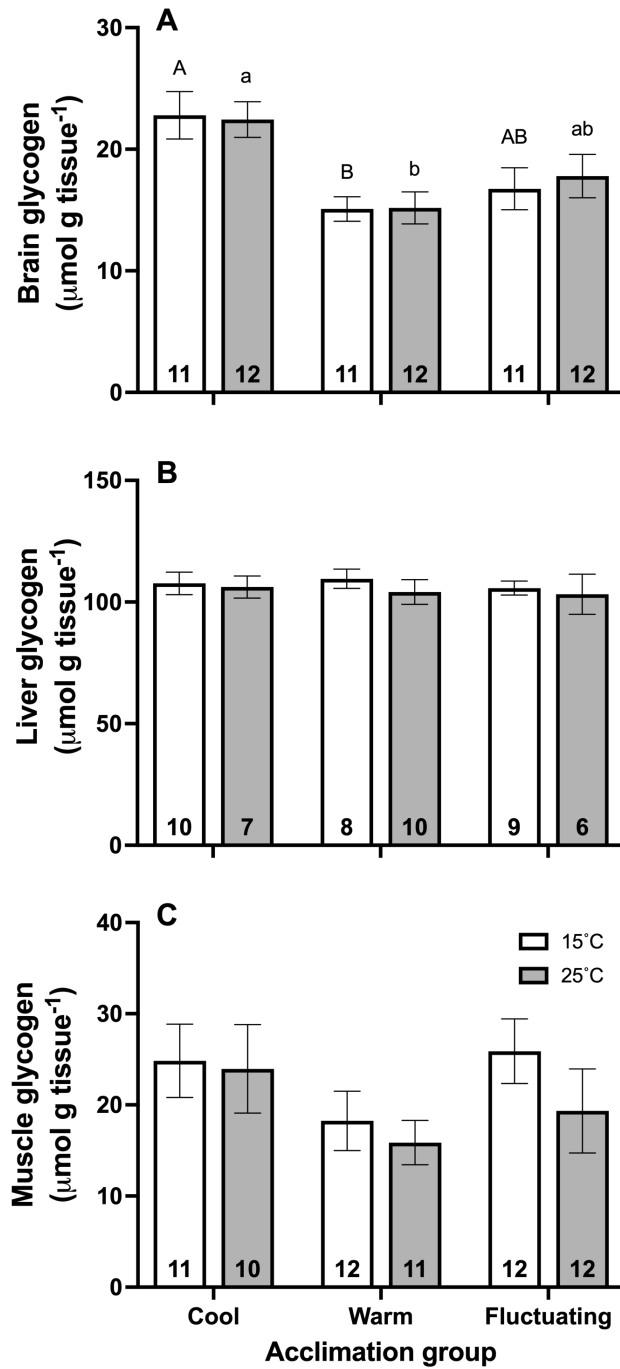 A
30
20
10
0
Brain glycogen
(μmol g tissue⁻¹)
A
a
B
b
AB
ab
11
12
11
12
11
12
B
150
100
50
0
Liver glycogen
(μmol g tissue⁻¹)
10
7
8
10
9
6
C
40
30
20
10
0
Muscle glycogen
(μmol g tissue⁻¹)
15˚C
25˚C
11
10
12
11
12
12
Cool
Warm
Fluctuating
Acclimation group